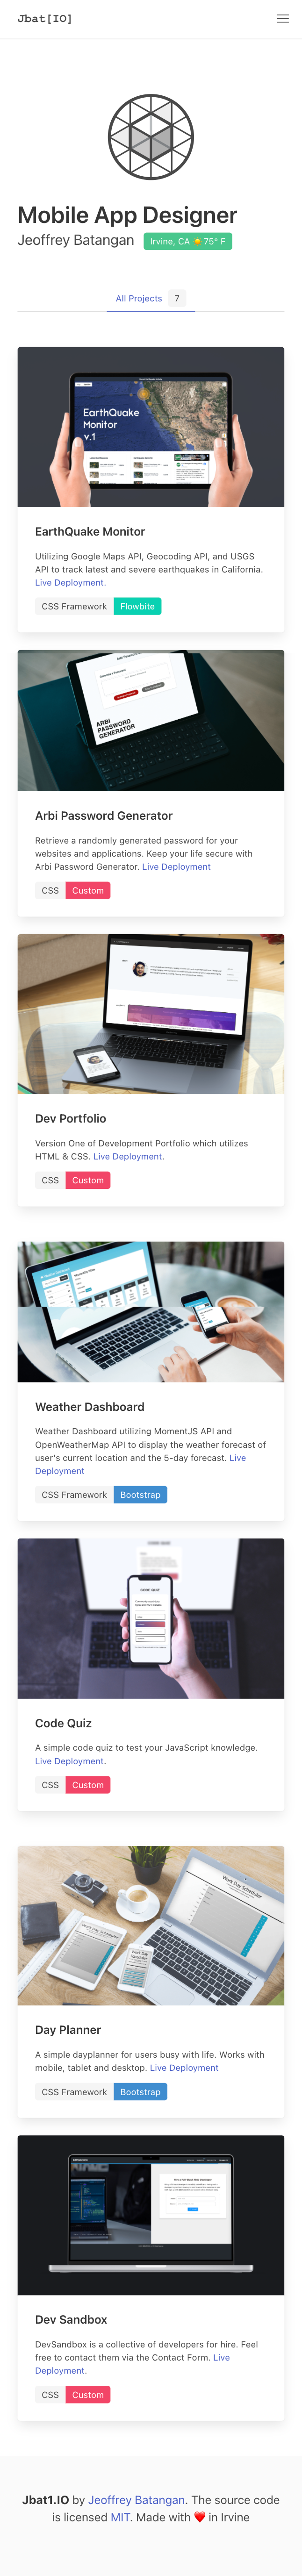 Jbat[IO]
Mobile App Designer
Jeoffrey Batangan Irvine, CA ☀️ 75° F
All Projects 7
EarthQuake
Monitor
v.1
EarthQuake Monitor
Utilizing Google Maps API, Geocoding API, and USGS
API to track latest and severe earthquakes in California.
Live Deployment.
CSS Framework Flowbite
ARBI
PASSWORD
GENERATOR
Arbi Password Generator
Retrieve a randomly generated password for your
websites and applications. Keep your life secure with
Arbi Password Generator. Live Deployment
CSS Custom
Dev Portfolio
Version One of Development Portfolio which utilizes
HTML & CSS. Live Deployment.
CSS Custom
Weather Dashboard
Weather Dashboard utilizing MomentJS API and
OpenWeatherMap API to display the weather forecast of
user's current location and the 5-day forecast. Live
Deployment
CSS Framework Bootstrap
CODE QUIZ
Code Quiz
A simple code quiz to test your JavaScript knowledge.
Live Deployment.
CSS Custom
Work Day Scheduler
Day Planner
A simple dayplanner for users busy with life. Works with
mobile, tablet and desktop. Live Deployment
CSS Framework Bootstrap
Dev Sandbox
DevSandbox is a collective of developers for hire. Feel
free to contact them via the Contact Form. Live
Deployment.
CSS Custom
Jbat1.IO by Jeoffrey Batangan. The source code
is licensed MIT. Made with ❤️ in Irvine